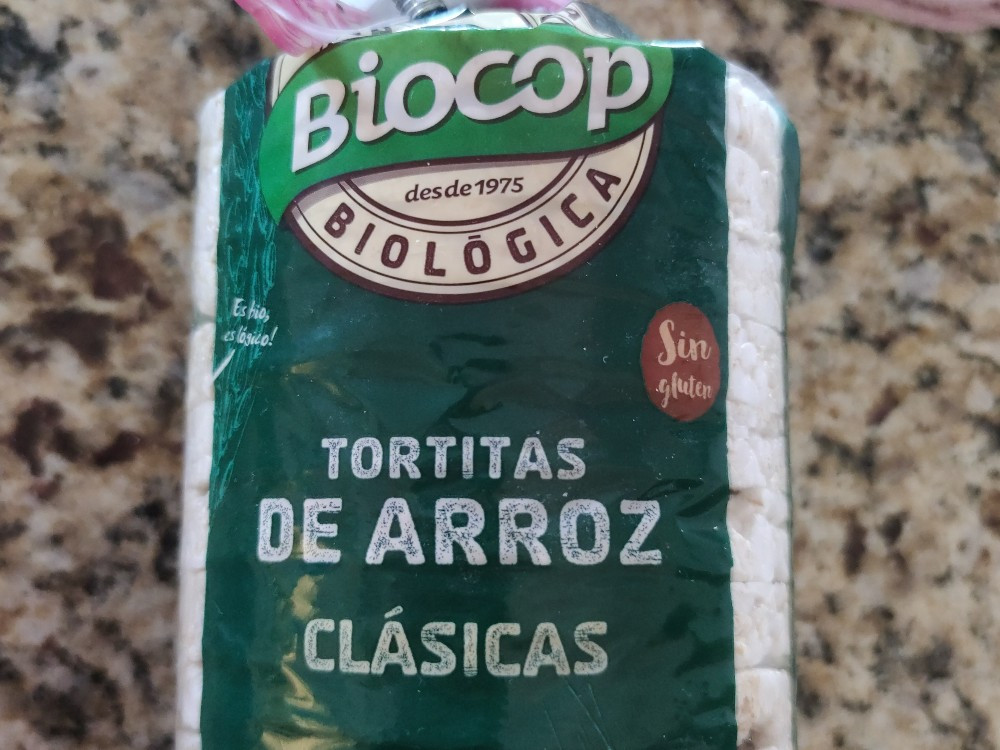 Biocop
desde 1975
BIOLÓGICA
Es bio,
es lógico!
Sin
gluten
TORTITAS
DE ARROZ
CLÁSICAS